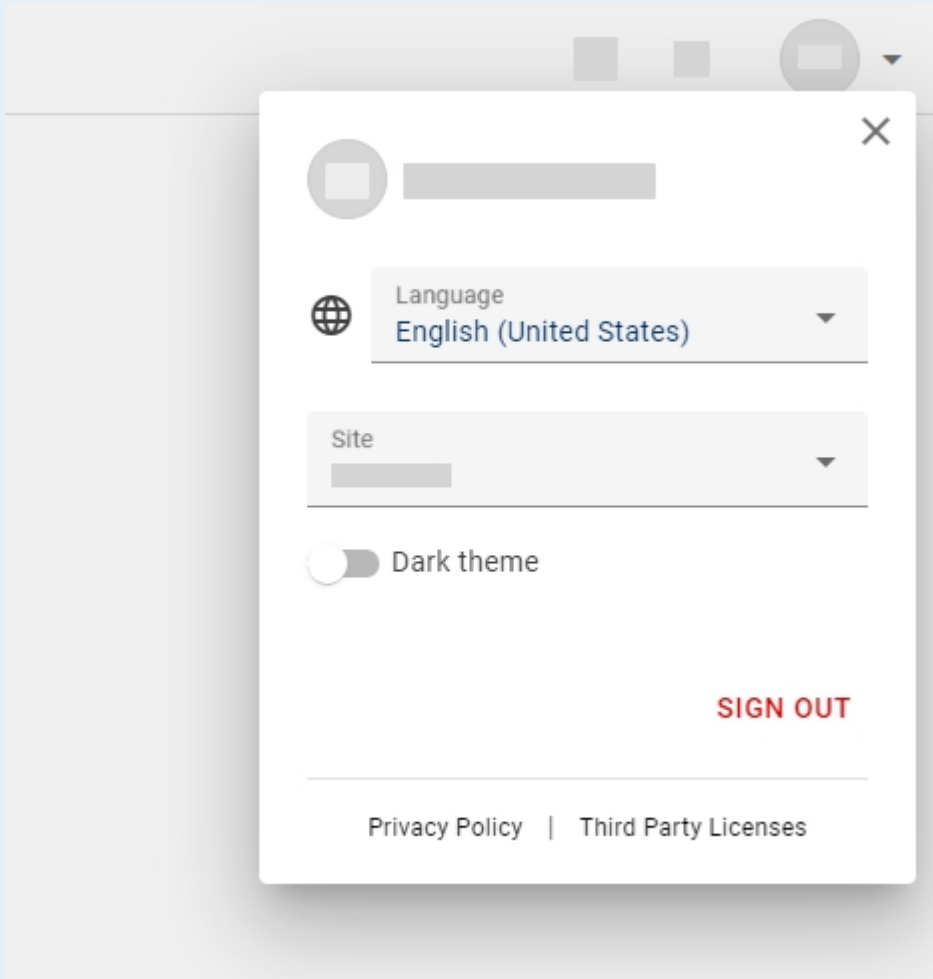 Language
English (United States)
Site
Dark theme
SIGN OUT
Privacy Policy | Third Party Licenses